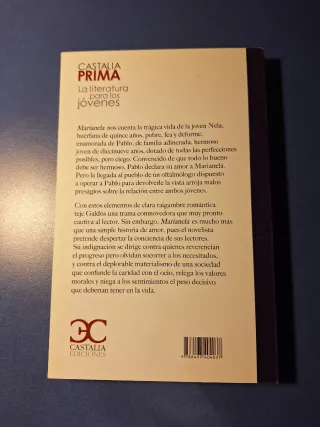 CASTALIA
PRIMA
La literatura
para los
jóvenes
Marianela nos cuenta la trágica vida de la joven Nela,
huérfana de quince años, pobre, fea y deforme,
enamorada de Pablo, de familia adinerada, hermoso
joven de diecinueve años, dotado de todas las perfecciones
posibles, pero ciego. Convencido de que todo lo bueno
debe ser hermoso, Pablo declara su amor a Marianela.
Pero la llegada al pueblo de un oftalmólogo dispuesto
a operar a Pablo para devolverle la vista arroja malos
presagios sobre la relación entre ambos jóvenes.
Con estos elementos de clara raigambre romántica
teje Galdós una trama conmovedora que muy pronto
cautiva al lector. Sin embargo, Marianela es mucho más
que una simple historia de amor, pues el novelista
pretende despertar la conciencia de sus lectores.
Su indignación se dirige contra quienes reverencian
el progreso pero olvidan socorrer a los necesitados,
y contra el deplorable materialismo de una sociedad
que confunde la caridad con el ocio, relega los valores
morales y niega a los sentimientos el peso decisivo
que deberían tener en la vida.
CASTALIA
EDICIONES